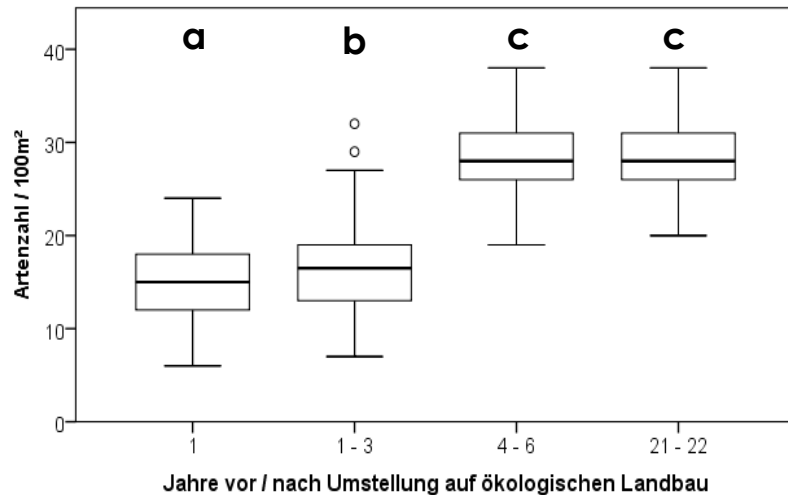 a b c c
40
30
20
10
0
Artenzahl / 100m²
1 1 - 3 4 - 6 21 - 22
Jahre vor / nach Umstellung auf ökologischen Landbau